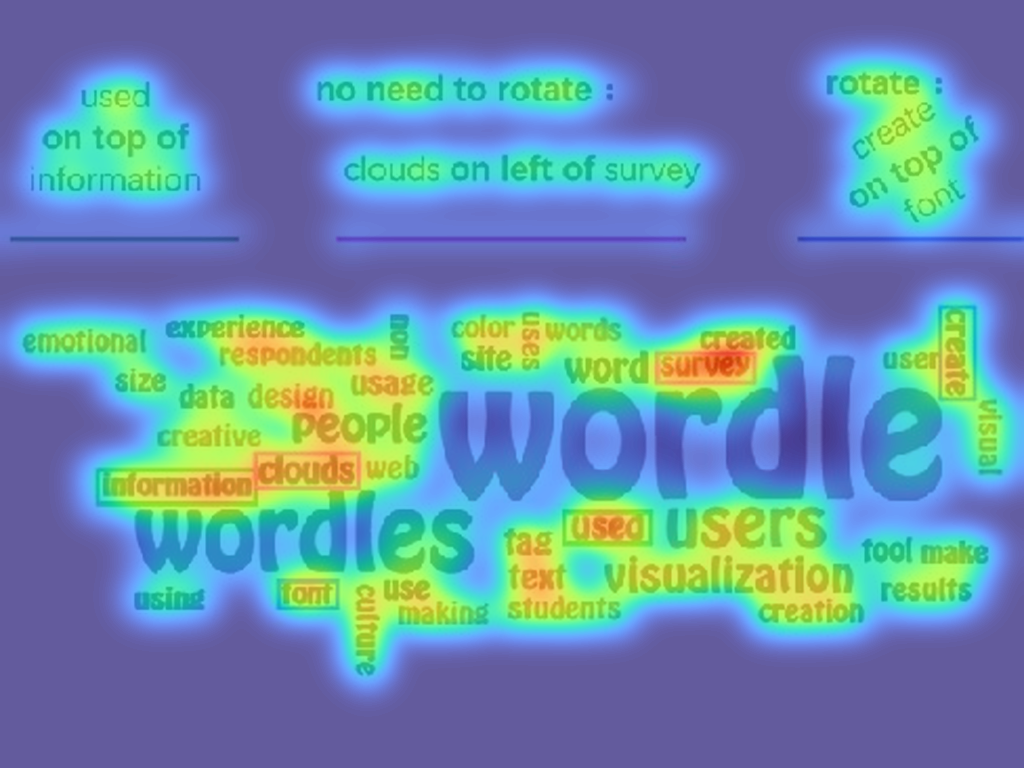 used
on top of
information
no need to rotate :
clouds on left of survey
rotate :
create
on top of
font
emotional experience non color uses words created create
respondents site word survey user
size data design usage
people wordle visual
creative
information clouds web
wordles used users
tag tool make
text visualization
using font culture use results
making students creation